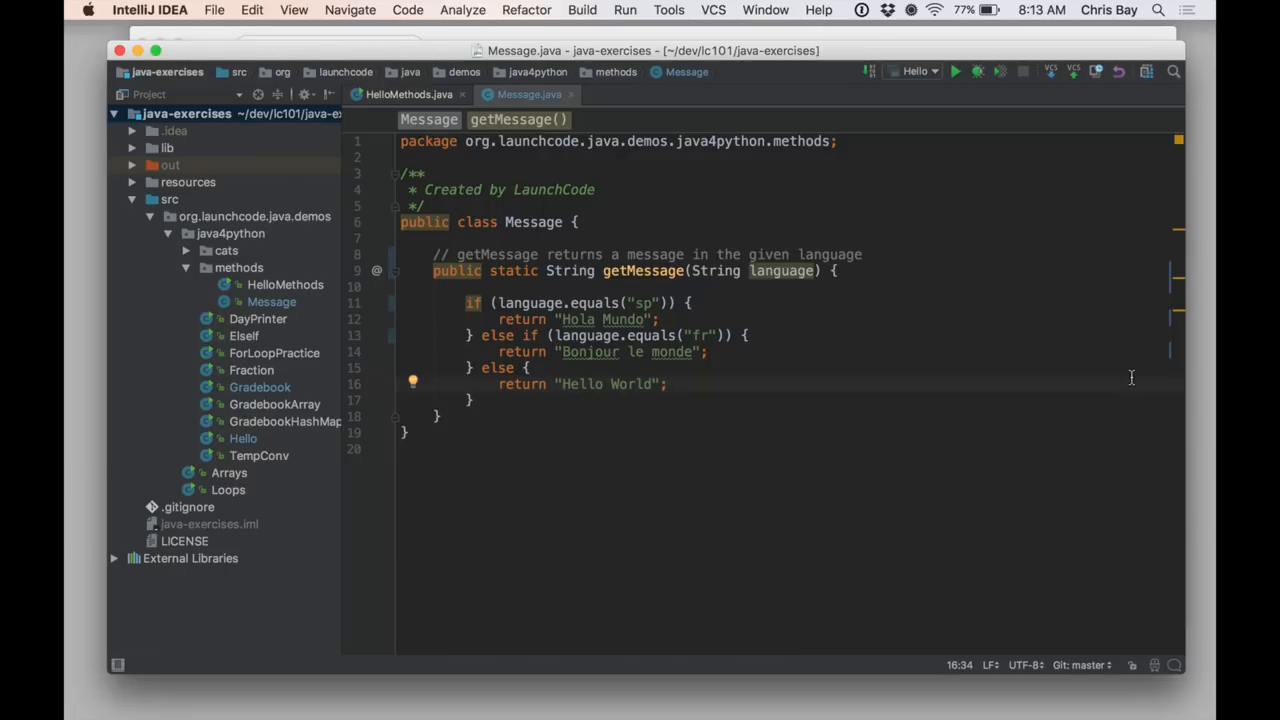 IntelliJ IDEA File Edit View Navigate Code Analyze Refactor Build Run Tools VCS Window Help 77% 8:13 AM Chris Bay
Message.java - java-exercises - [~/dev/lc101/java-exercises]
java-exercises src org launchcode java demos java4python methods Message Hello VCS VCS
Project HelloMethods.java Message.java
java-exercises ~/dev/lc101/java-ex
.idea
lib
out
resources
src
org.launchcode.java.demos
java4python
cats
methods
HelloMethods
Message
DayPrinter
ElseIf
ForLoopPractice
Fraction
Gradebook
GradebookArray
GradebookHashMap
Hello
TempConv
Arrays
Loops
.gitignore
java-exercises.iml
LICENSE
External Libraries
Message getMessage()
1 package org.launchcode.java.demos.java4python.methods;
2
3 /**
4 * Created by LaunchCode
5 */
6 public class Message {
7
8 // getMessage returns a message in the given language
9 @ public static String getMessage(String language) {
10
11 if (language.equals("sp")) {
12 return "Hola Mundo";
13 } else if (language.equals("fr")) {
14 return "Bonjour le monde";
15 } else {
16 return "Hello World";
17 }
18 }
19 }
20
16:34 LF UTF-8 Git: master